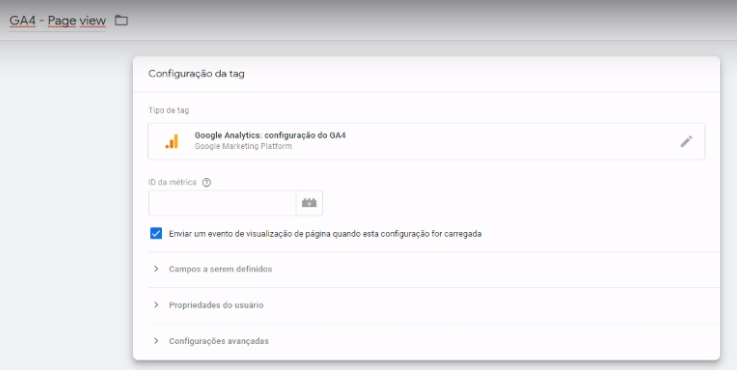 GA4 - Page view
Configuração da tag
Tipo de tag
Google Analytics: configuração do GA4
Google Marketing Platform
ID da métrica
Enviar um evento de visualização de página quando esta configuração for carregada
Campos a serem definidos
Propriedades do usuário
Configurações avançadas